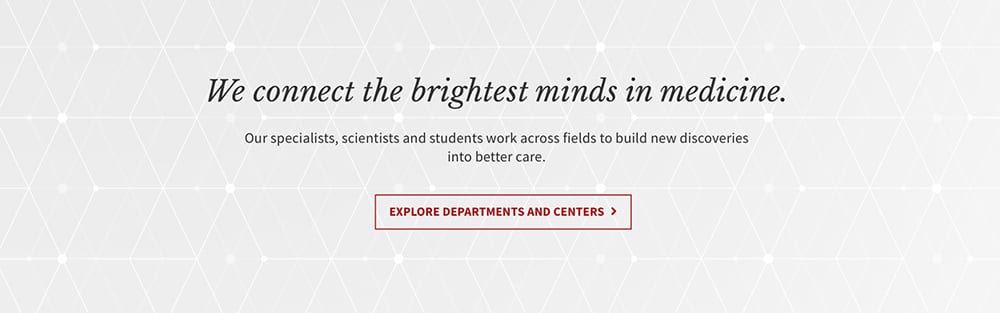 We connect the brightest minds in medicine.
Our specialists, scientists and students work across fields to build new discoveries
into better care.
EXPLORE DEPARTMENTS AND CENTERS